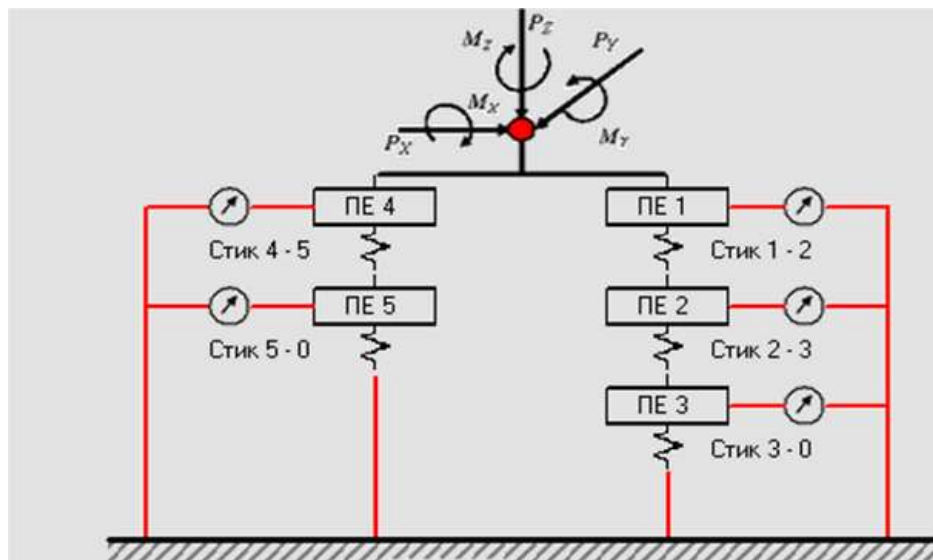 P_Z
M_Z
P_Y
M_X
P_X
M_Y
ПЕ 4
ПЕ 1
Стик 4 - 5
Стик 1 - 2
ПЕ 5
ПЕ 2
Стик 5 - 0
Стик 2 - 3
ПЕ 3
Стик 3 - 0